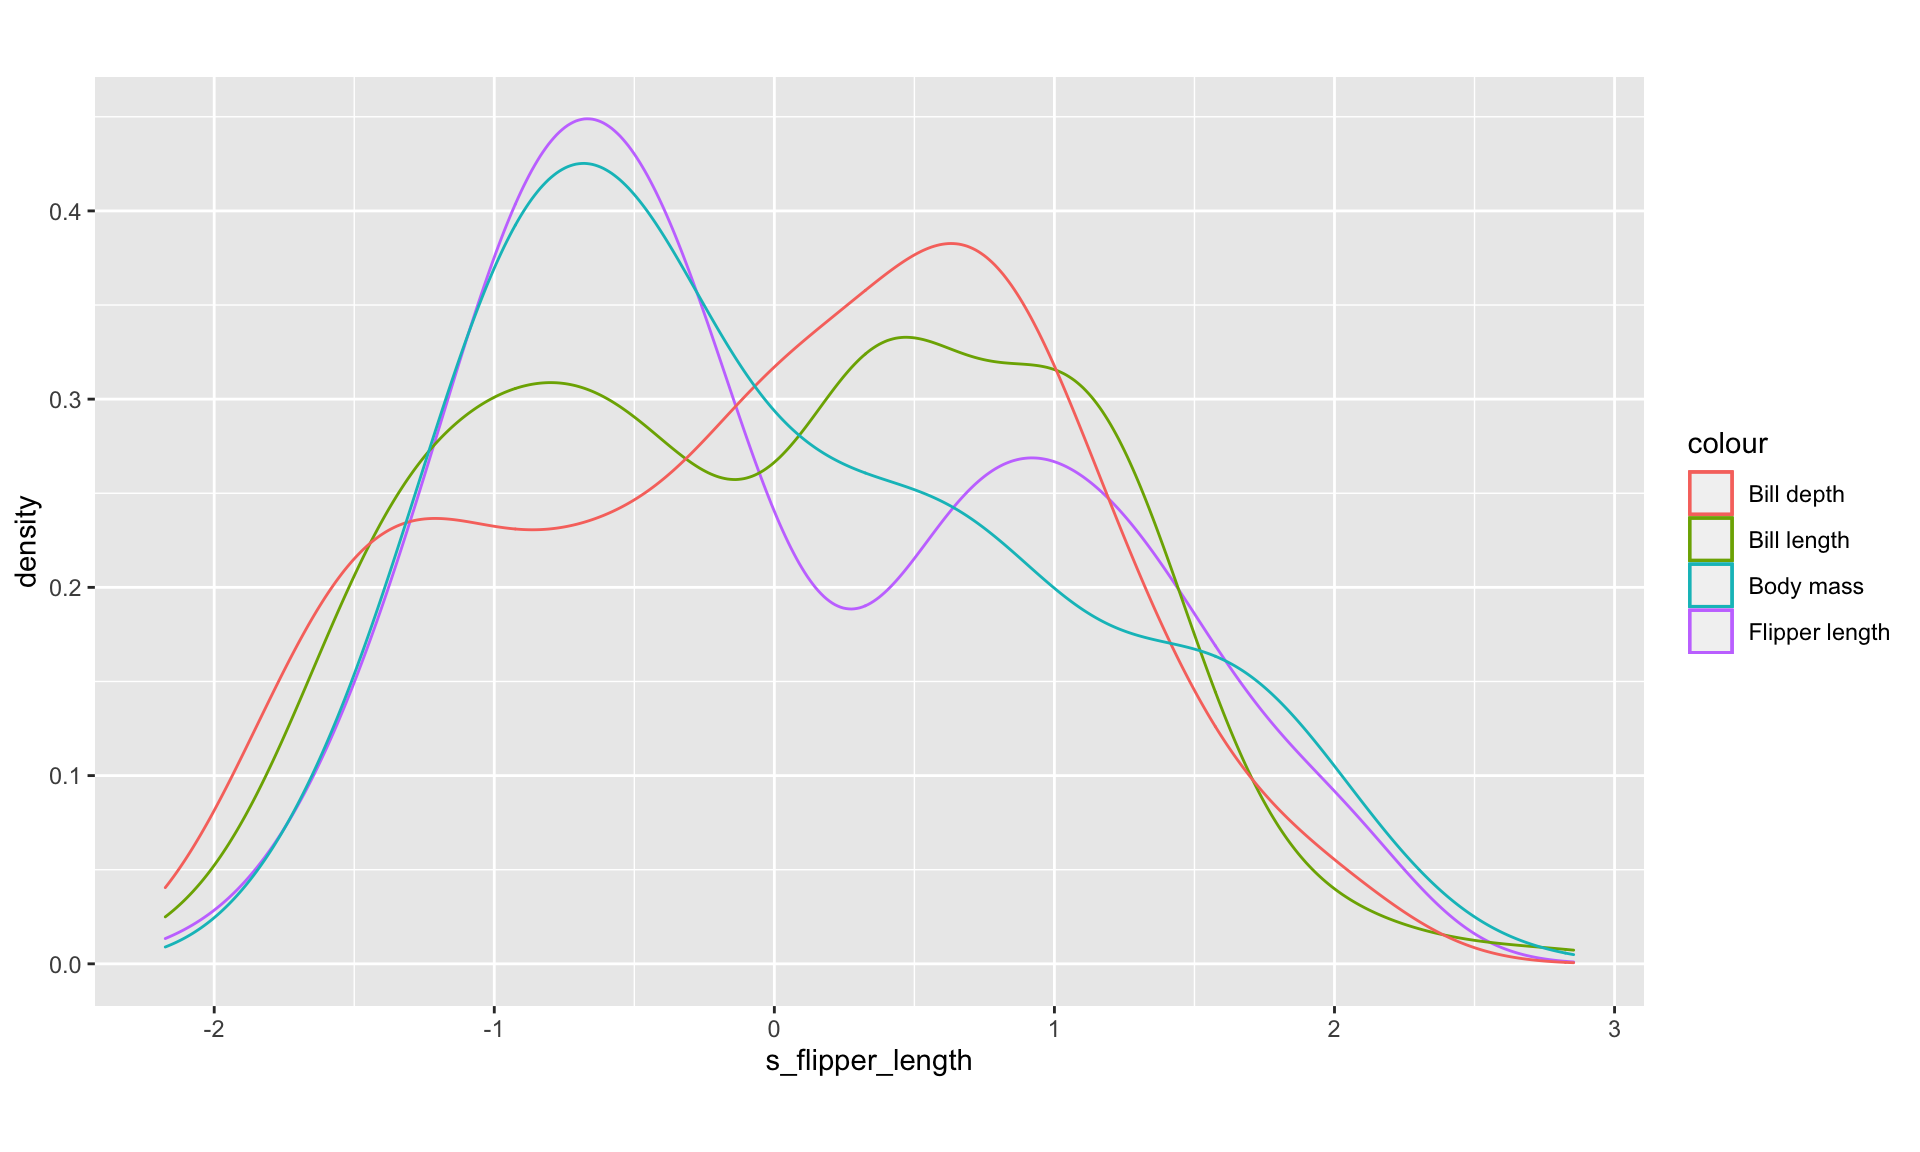 density
0.4
0.3
0.2
0.1
0.0
-2 -1 0 1 2 3
s_flipper_length
colour
Bill depth
Bill length
Body mass
Flipper length